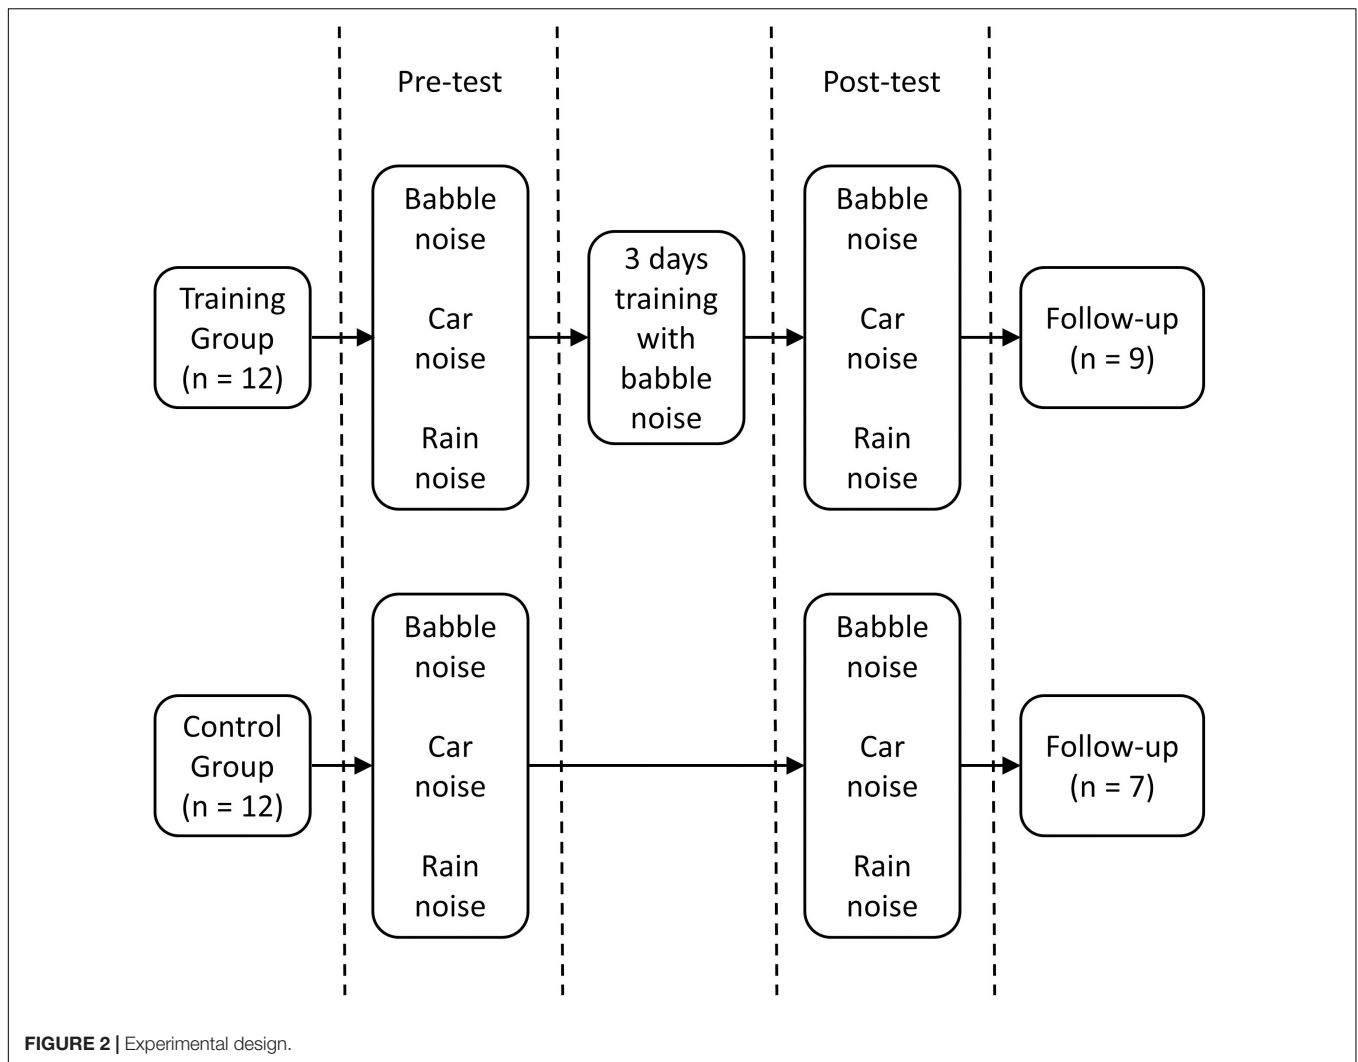 Pre-test
Post-test
Training
Group
(n = 12)
Babble
noise
Car
noise
Rain
noise
3 days
training
with
babble
noise
Babble
noise
Car
noise
Rain
noise
Follow-up
(n = 9)
Control
Group
(n = 12)
Babble
noise
Car
noise
Rain
noise
Babble
noise
Car
noise
Rain
noise
Follow-up
(n = 7)
FIGURE 2 | Experimental design.